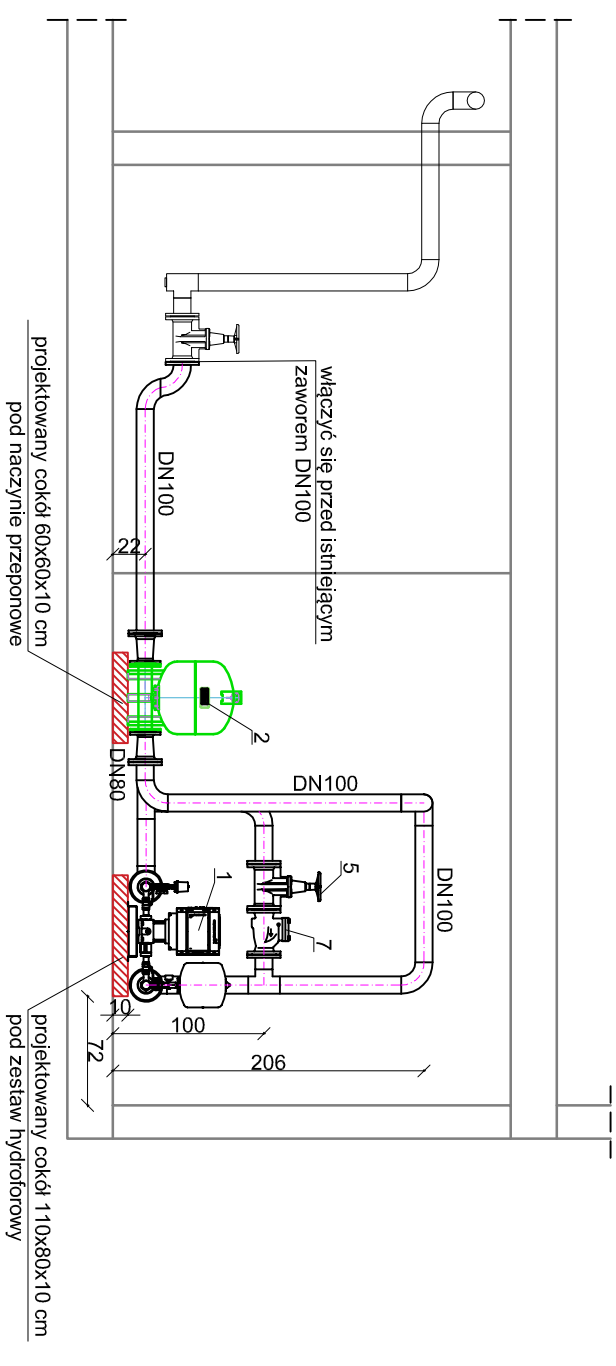 włączyć się przed istniejącym
zaworem DN100
DN100
22
projektowany cokół 60x60x10 cm
pod naczynie przeponowe
2
DN80
DN100
DN100
5
7
1
10
100
206
72
projektowany cokół 110x80x10 cm
pod zestaw hydroforowy